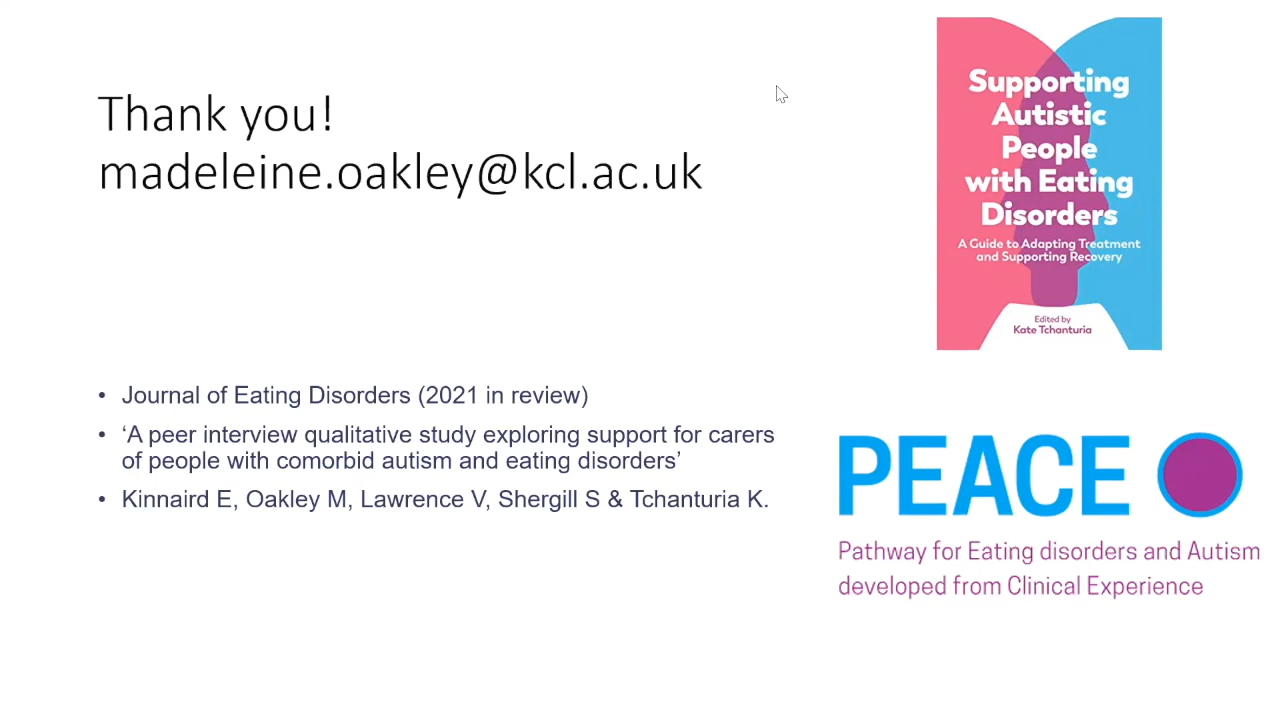 Thank you!
madeleine.oakley@kcl.ac.uk
Supporting
Autistic
People
with Eating
Disorders
A Guide to Adapting Treatment
and Supporting Recovery
Edited by
Kate Tchanturia
• Journal of Eating Disorders (2021 in review)
• ‘A peer interview qualitative study exploring support for carers
of people with comorbid autism and eating disorders’
• Kinnaird E, Oakley M, Lawrence V, Shergill S & Tchanturia K.
PEACE
Pathway for Eating disorders and Autism
developed from Clinical Experience